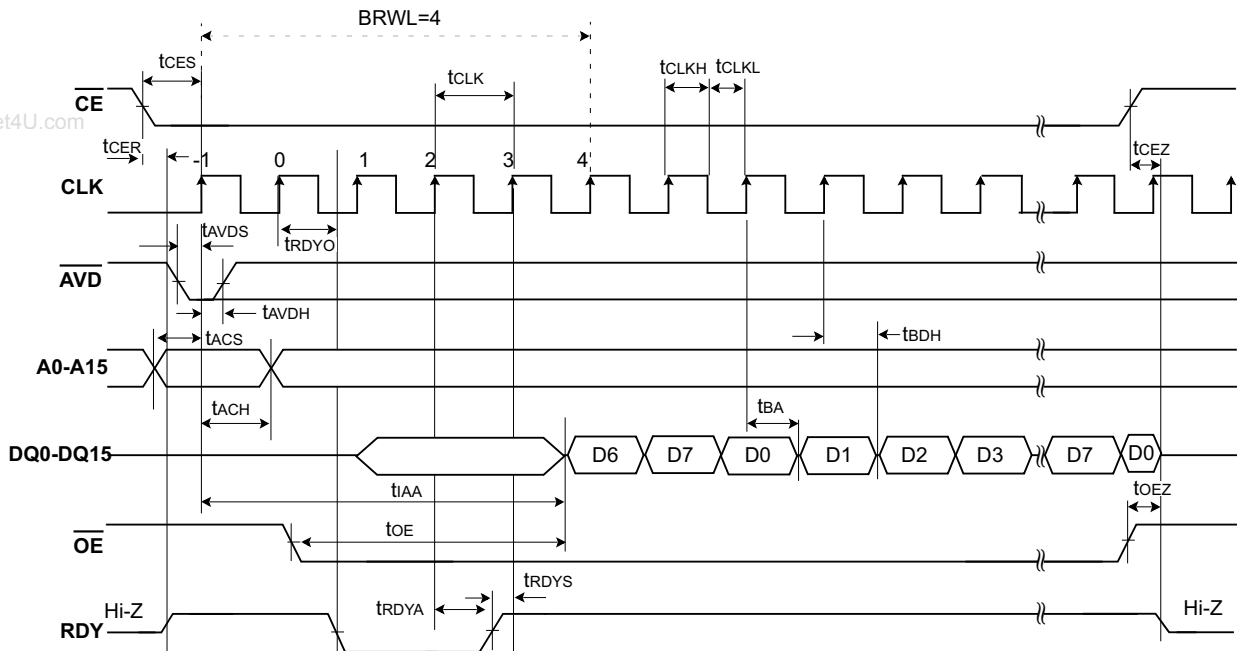 BRWL=4
tCES
tCLK
tCLKH
tCLKL
CE
et4U.com
tCER
tCEZ
-1
0
1
2
3
4
CLK
tAVDS
tRDYO
AVD
tAVDH
tACS
tBDH
A0-A15
tACH
tBA
DQ0-DQ15
D6
D7
D0
D1
D2
D3
D7
D0
tIAA
tOEZ
OE
tOE
tRDYS
tRDYA
Hi-Z
Hi-Z
RDY